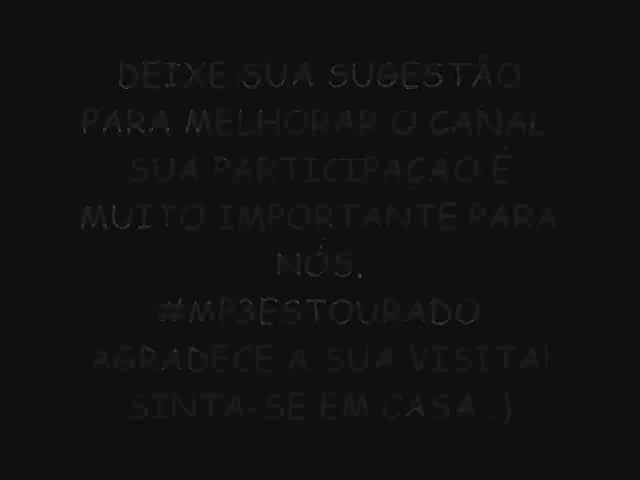 DEIXE SUA SUGESTÃO
PARA MELHORAR O CANAL
SUA PARTICIPAÇÃO É
MUITO IMPORTANTE PARA
NÓS.
#MP3ESTOURADO
AGRADECE A SUA VISITA!
SINTA-SE EM CASA :)